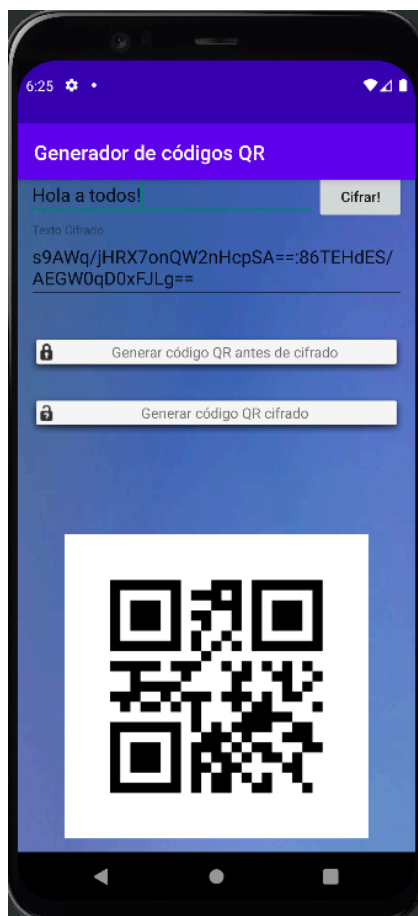 6:25
Generador de códigos QR
Hola a todos!
Cifrar!
Texto Cifrado
s9AWq/jHRX7onQW2nHcpSA==:86TEHdES/
AEGW0qD0xFJLg==
Generar código QR antes de cifrado
Generar código QR cifrado